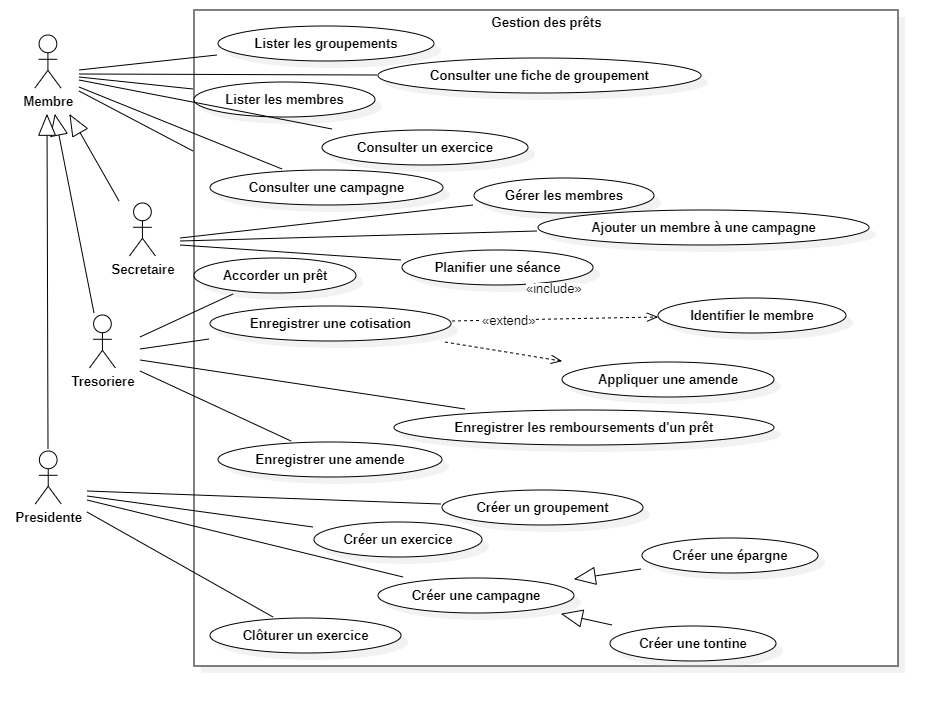 Gestion des prêts
Lister les groupements
Consulter une fiche de groupement
Membre
Lister les membres
Consulter un exercice
Consulter une campagne
Gérer les membres
Ajouter un membre à une campagne
Secretaire
Planifier une séance
Accorder un prêt
«include»
Identifier le membre
Enregistrer une cotisation
«extend»
Tresoriere
Appliquer une amende
Enregistrer les remboursements d'un prêt
Enregistrer une amende
Presidente
Créer un groupement
Créer un exercice
Créer une épargne
Créer une campagne
Clôturer un exercice
Créer une tontine